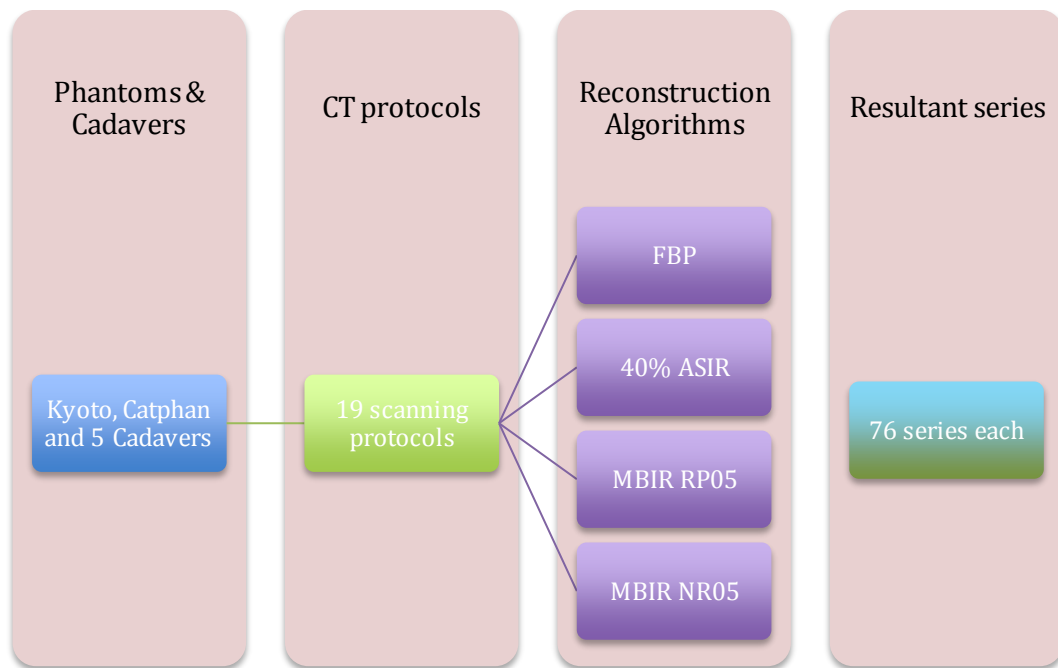 Phantoms &
Cadavers
CT protocols
Reconstruction
Algorithms
Resultant series
Kyoto, Catphan
and 5 Cadavers
19 scanning
protocols
FBP
40% ASIR
MBIR RP05
MBIR NR05
76 series each